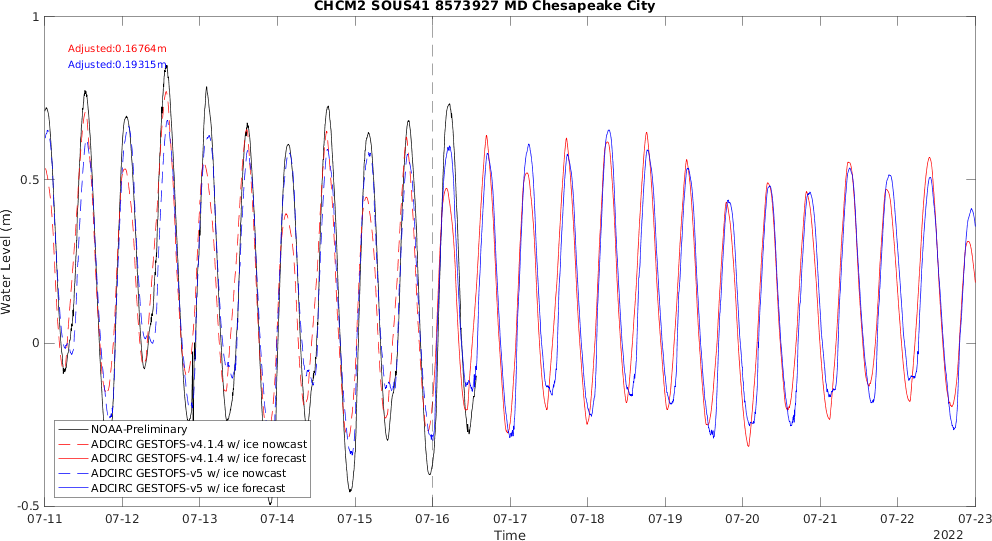 CHCM2 SOUS41 8573927 MD Chesapeake City
Adjusted:0.16764m
Adjusted:0.19315m
1
0.5
0
-0.5
Water Level (m)
NOAA-Preliminary
ADCIRC GESTOFS-v4.1.4 w/ ice nowcast
ADCIRC GESTOFS-v4.1.4 w/ ice forecast
ADCIRC GESTOFS-v5 w/ ice nowcast
ADCIRC GESTOFS-v5 w/ ice forecast
07-11 07-12 07-13 07-14 07-15 07-16 07-17 07-18 07-19 07-20 07-21 07-22 07-23
Time
2022